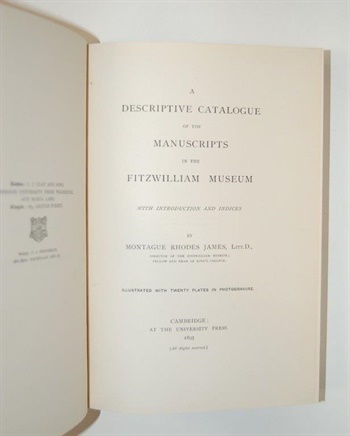 A
DESCRIPTIVE CATALOGUE
OF THE
MANUSCRIPTS
IN THE
FITZWILLIAM MUSEUM
WITH INTRODUCTION AND INDICES
BY
MONTAGUE RHODES JAMES, LITT.D.,
DIRECTOR OF THE FITZWILLIAM MUSEUM;
FELLOW AND DEAN OF KING'S COLLEGE.
ILLUSTRATED WITH TWENTY PLATES IN PHOTOGRAVURE.
CAMBRIDGE:
AT THE UNIVERSITY PRESS.
1895
[All Rights reserved.]